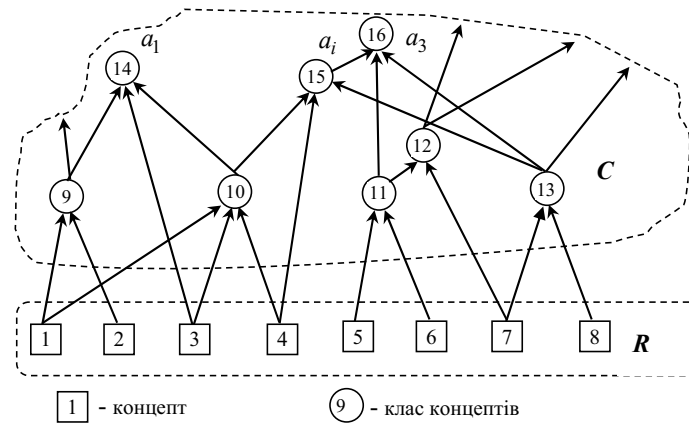 16
a₁ aᵢ a₃
14
15
12
9 10 11 13 C
1 2 3 4 5 6 7 8 R
1 - концепт 9 - клас концептів